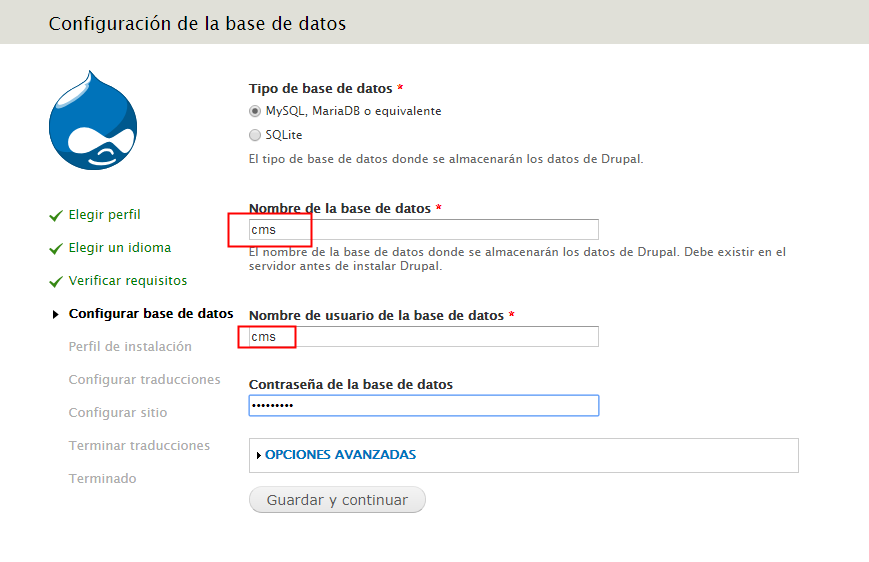 Configuración de la base de datos
Tipo de base de datos *
MySQL, MariaDB o equivalente
SQLite
El tipo de base de datos donde se almacenarán los datos de Drupal.
Nombre de la base de datos *
cms
El nombre de la base de datos donde se almacenarán los datos de Drupal. Debe existir en el
servidor antes de instalar Drupal.
Nombre de usuario de la base de datos *
cms
Contraseña de la base de datos
•••••••••
OPCIONES AVANZADAS
Guardar y continuar
Elegir perfil
Elegir un idioma
Verificar requisitos
Configurar base de datos
Perfil de instalación
Configurar traducciones
Configurar sitio
Terminar traducciones
Terminado